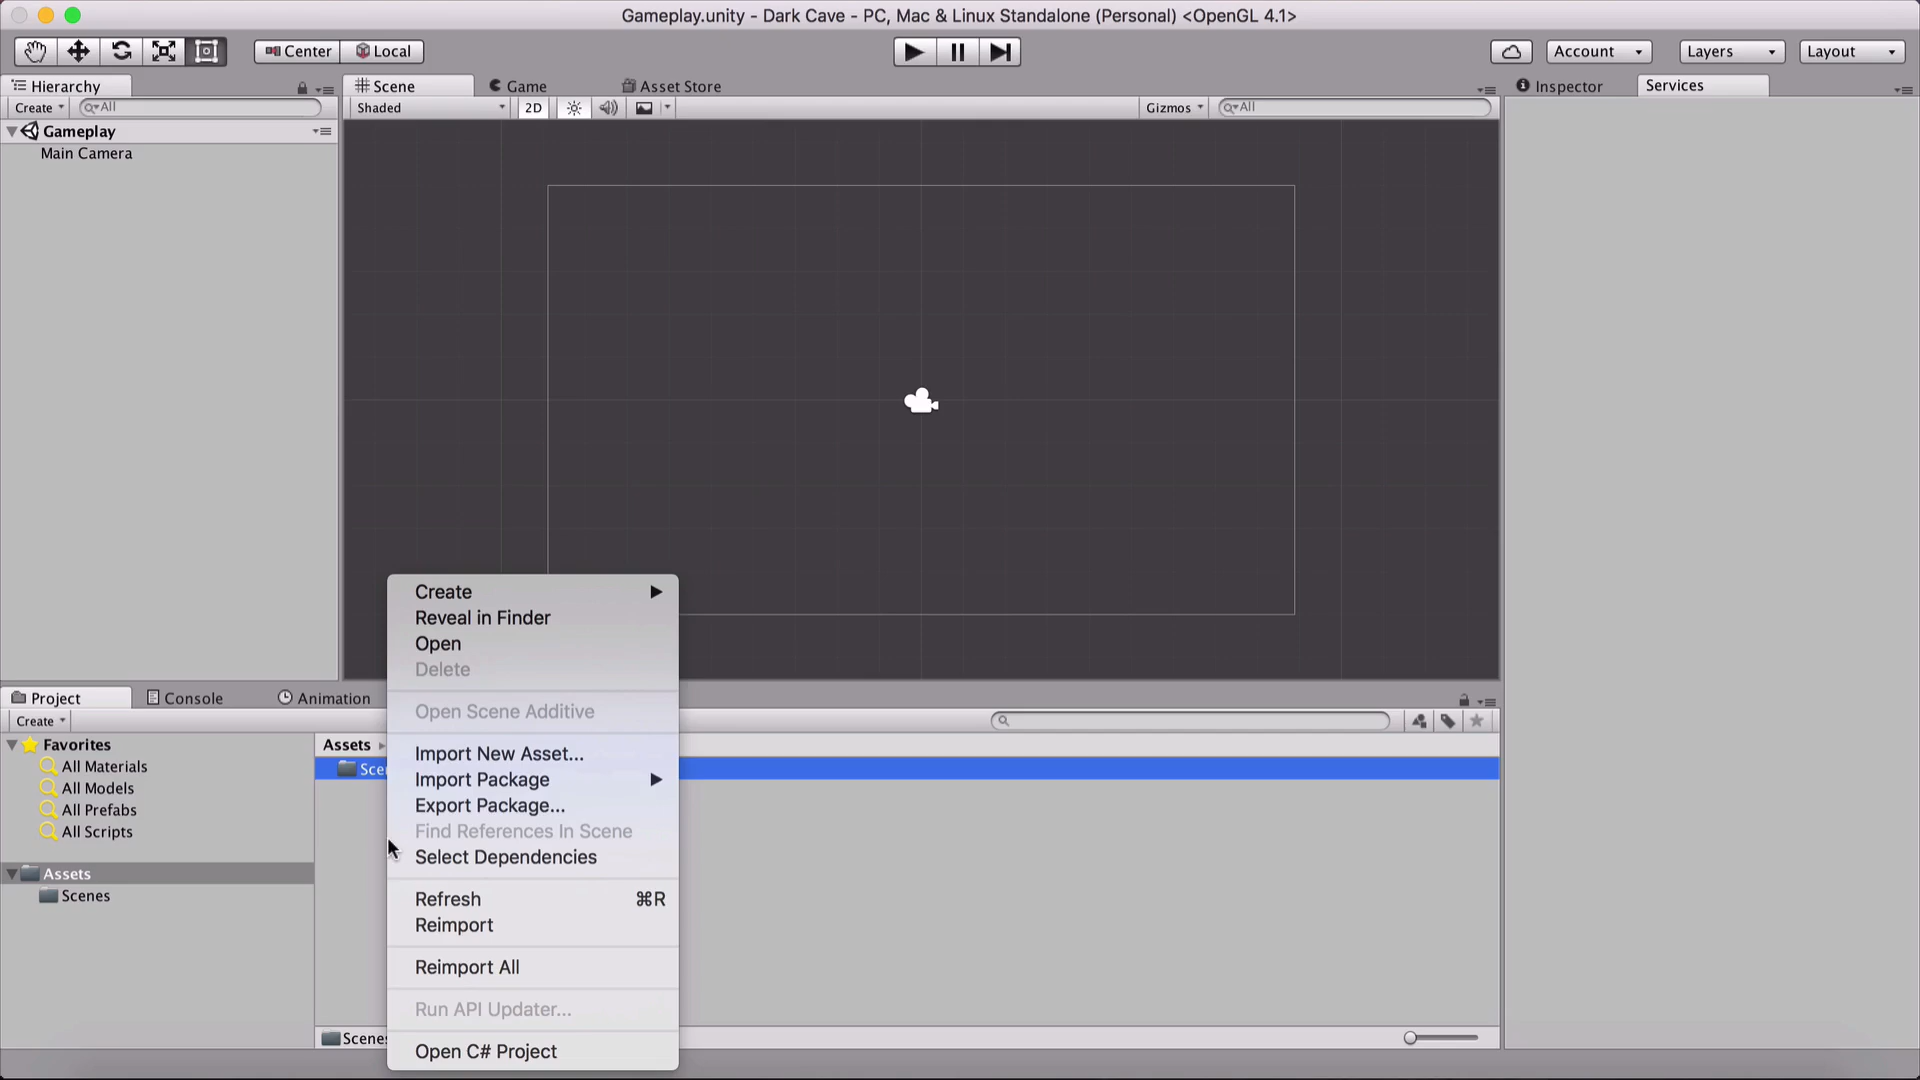 Gameplay.unity - Dark Cave - PC, Mac & Linux Standalone (Personal) <OpenGL 4.1>
Center Local Account Layers Layout
Hierarchy Scene Game Asset Store Inspector Services
Create All Shaded 2D Gizmos All
Gameplay
Main Camera
Create
Reveal in Finder
Open
Delete
Open Scene Additive
Import New Asset...
Import Package
Export Package...
Find References In Scene
Select Dependencies
Refresh ⌘R
Reimport
Reimport All
Run API Updater...
Open C# Project
Project Console Animation
Create
Favorites
All Materials
All Models
All Prefabs
All Scripts
Assets
Scenes
Assets
Scenes